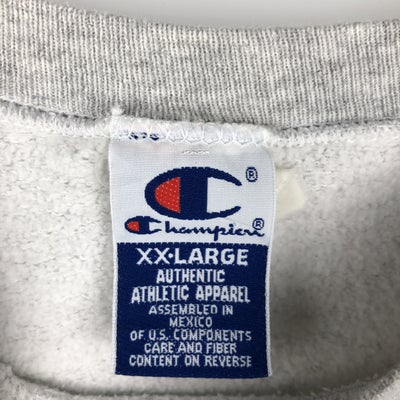 ®
Champion®
XX-LARGE
AUTHENTIC
ATHLETIC APPAREL
ASSEMBLED IN
MEXICO
OF U.S. COMPONENTS
CARE AND FIBER
CONTENT ON REVERSE